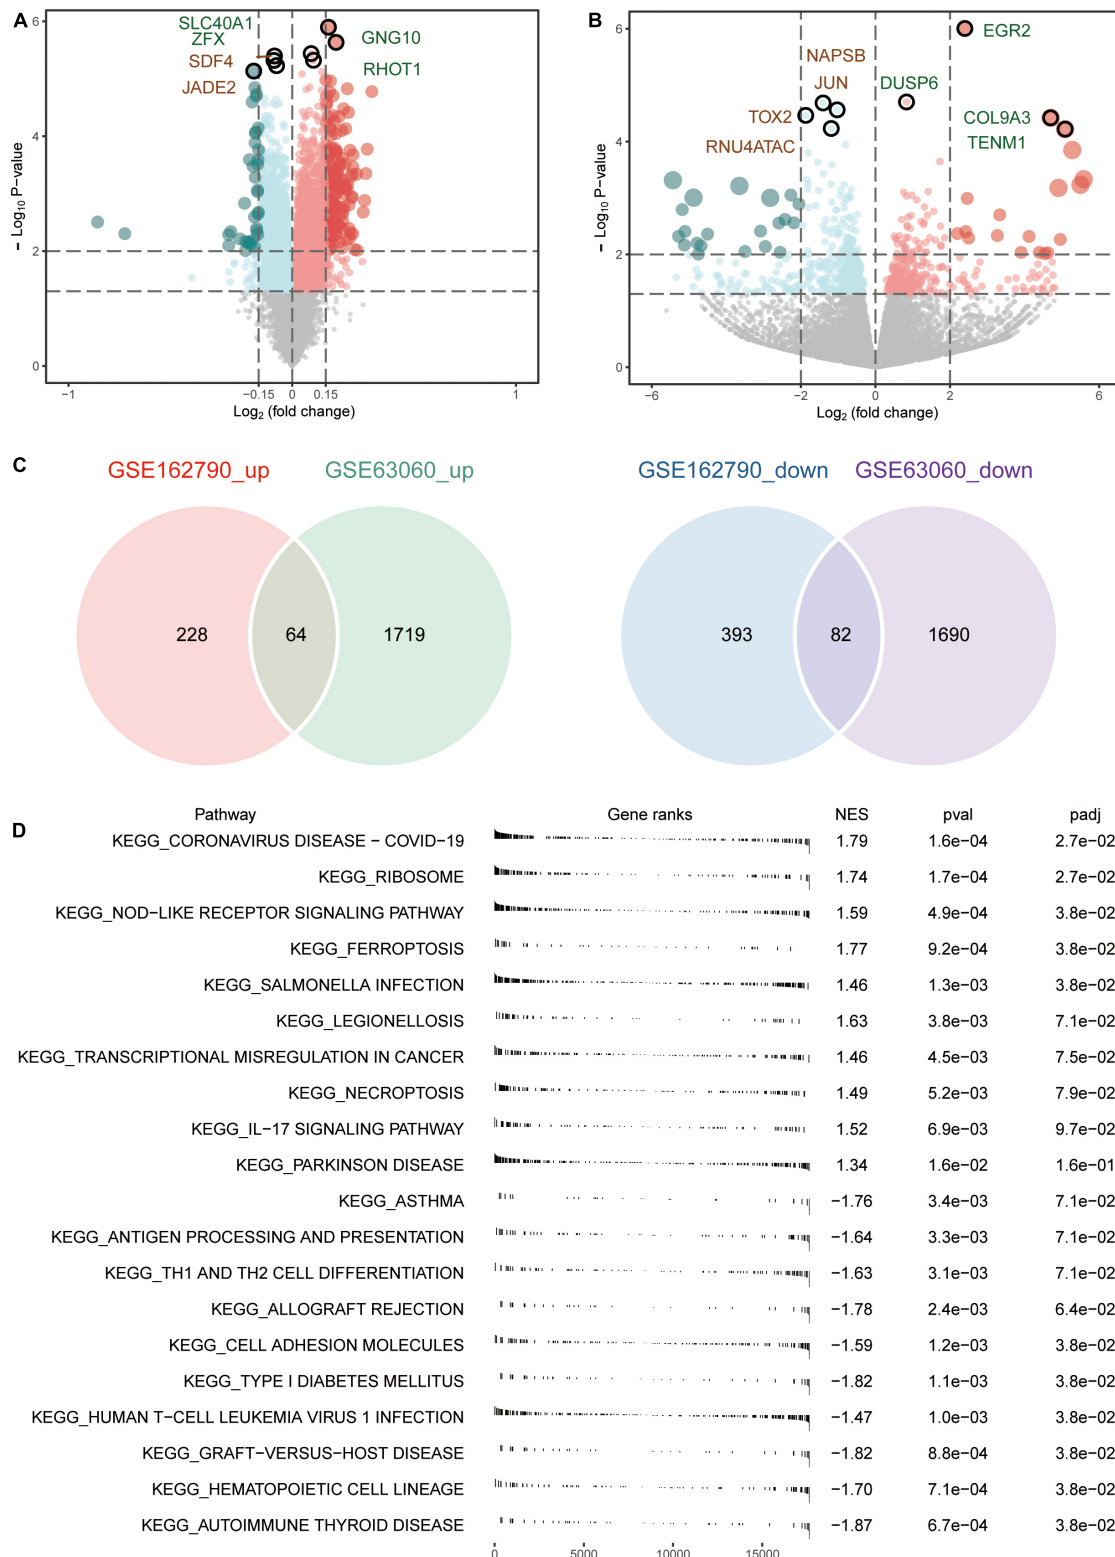 A
SLC40A1
ZFX
SDF4
JADE2
GNG10
RHOT1
6
4
2
0
− Log10 P-value
−1
−0.15
0
0.15
1
Log2 (fold change)
B
EGR2
NAPSB
JUN
DUSP6
TOX2
RNU4ATAC
COL9A3
TENM1
6
4
2
0
− Log10 P-value
−6
−2
0
2
6
Log2 (fold change)
C
GSE162790_up
GSE63060_up
228
64
1719
GSE162790_down
GSE63060_down
393
82
1690
D
Pathway Gene ranks NES pval padj
KEGG_CORONAVIRUS DISEASE − COVID−19 1.79 1.6e−04 2.7e−02
KEGG_RIBOSOME 1.74 1.7e−04 2.7e−02
KEGG_NOD−LIKE RECEPTOR SIGNALING PATHWAY 1.59 4.9e−04 3.8e−02
KEGG_FERROPTOSIS 1.77 9.2e−04 3.8e−02
KEGG_SALMONELLA INFECTION 1.46 1.3e−03 3.8e−02
KEGG_LEGIONELLOSIS 1.63 3.8e−03 7.1e−02
KEGG_TRANSCRIPTIONAL MISREGULATION IN CANCER 1.46 4.5e−03 7.5e−02
KEGG_NECROPTOSIS 1.49 5.2e−03 7.9e−02
KEGG_IL−17 SIGNALING PATHWAY 1.52 6.9e−03 9.7e−02
KEGG_PARKINSON DISEASE 1.34 1.6e−02 1.6e−01
KEGG_ASTHMA −1.76 3.4e−03 7.1e−02
KEGG_ANTIGEN PROCESSING AND PRESENTATION −1.64 3.3e−03 7.1e−02
KEGG_TH1 AND TH2 CELL DIFFERENTIATION −1.63 3.1e−03 7.1e−02
KEGG_ALLOGRAFT REJECTION −1.78 2.4e−03 6.4e−02
KEGG_CELL ADHESION MOLECULES −1.59 1.2e−03 3.8e−02
KEGG_TYPE I DIABETES MELLITUS −1.82 1.1e−03 3.8e−02
KEGG_HUMAN T−CELL LEUKEMIA VIRUS 1 INFECTION −1.47 1.0e−03 3.8e−02
KEGG_GRAFT−VERSUS−HOST DISEASE −1.82 8.8e−04 3.8e−02
KEGG_HEMATOPOIETIC CELL LINEAGE −1.70 7.1e−04 3.8e−02
KEGG_AUTOIMMUNE THYROID DISEASE −1.87 6.7e−04 3.8e−02
0 5000 10000 15000